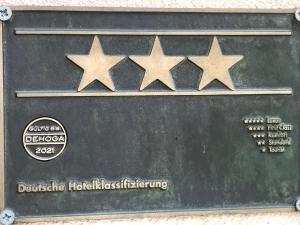 GÜLTIG BIS
DEHOGA
2021
***** Luxus
**** First Class
*** Komfort
** Standard
* Tourist
Deutsche Hotelklassifizierung